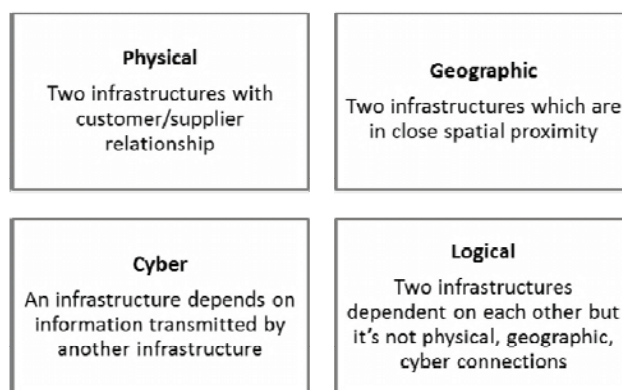 Physical
Two infrastructures with
customer/supplier
relationship
Geographic
Two infrastructures which are
in close spatial proximity
Cyber
An infrastructure depends on
information transmitted by
another infrastructure
Logical
Two infrastructures
dependent on each other but
it's not physical, geographic,
cyber connections